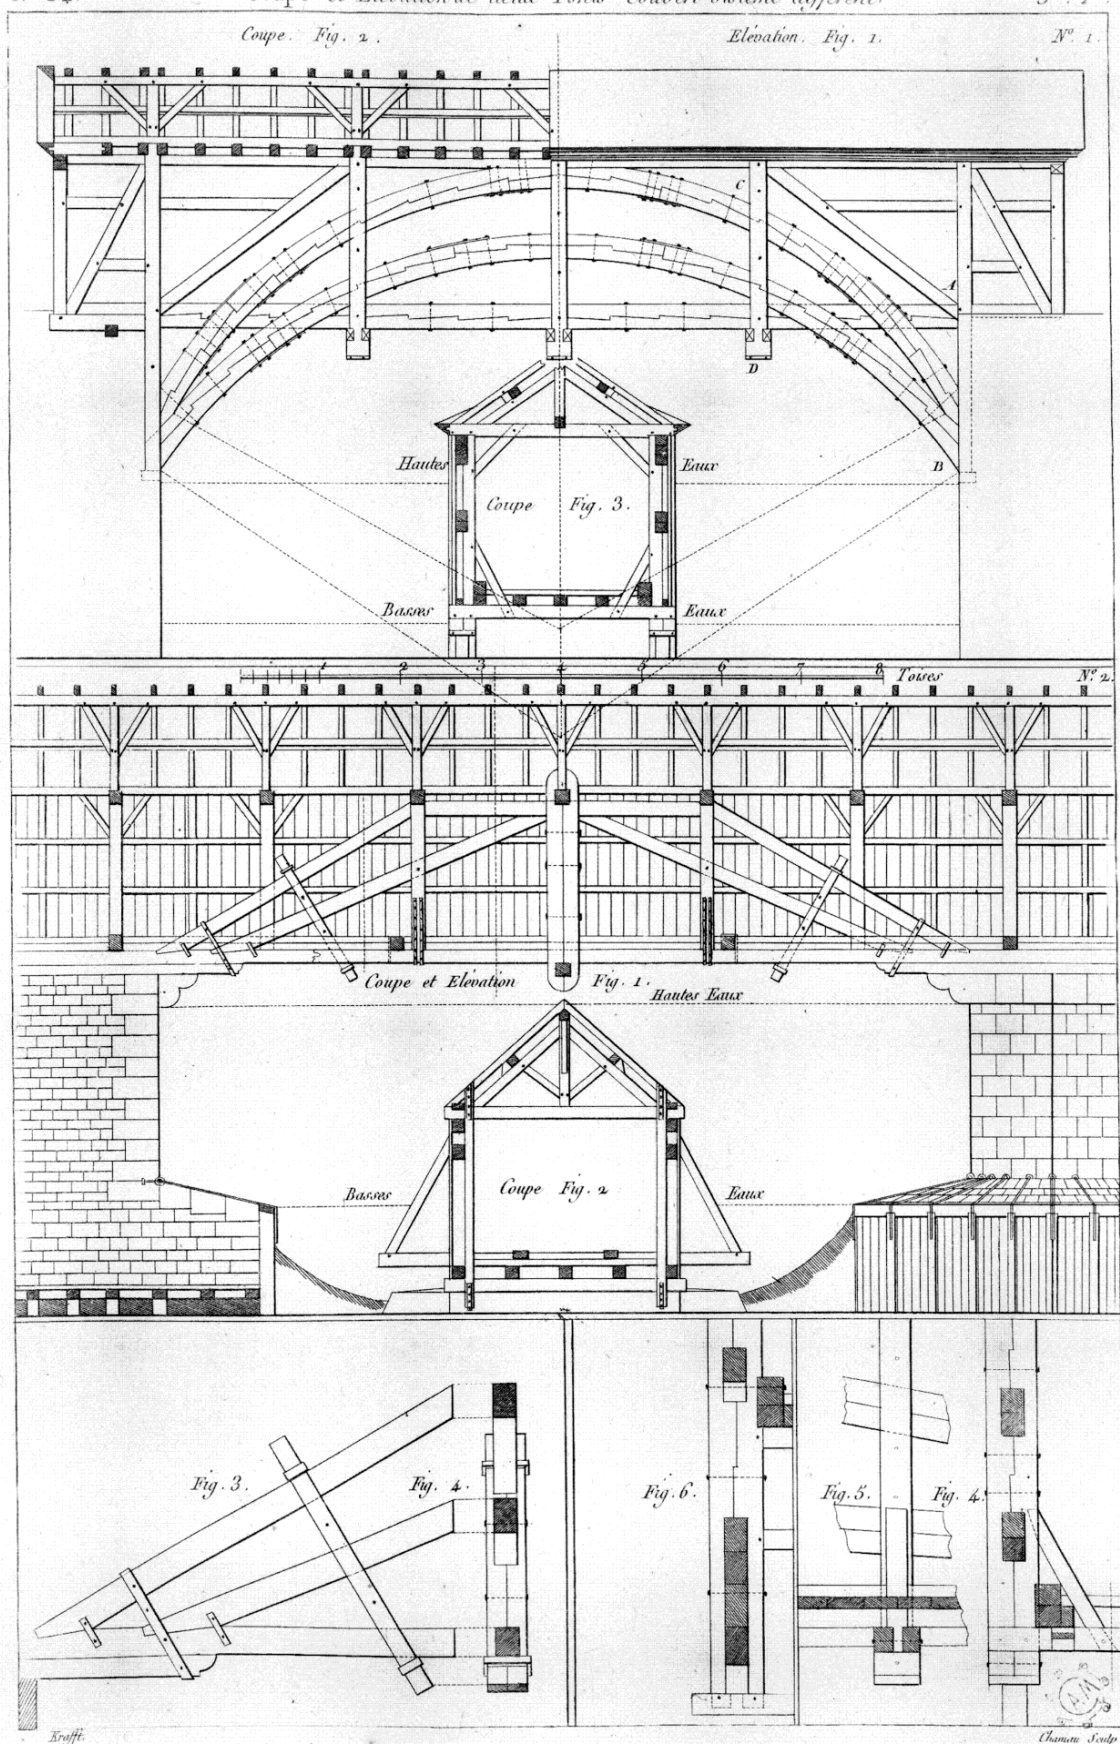 Coupe. Fig. 2. Elévation. Fig. 1. Nº. 1.
C
A
D
B
Hautes Eaux
Coupe Fig. 3.
Basses Eaux
1 2 3 4 5 6 7 8 Toises Nº. 2.
Coupe et Elévation Fig. 1.
Hautes Eaux
Coupe Fig. 2
Basses Eaux
Fig. 3. Fig. 4. Fig. 6. Fig. 5. Fig. 4.
A.M
Krafft. Sculp